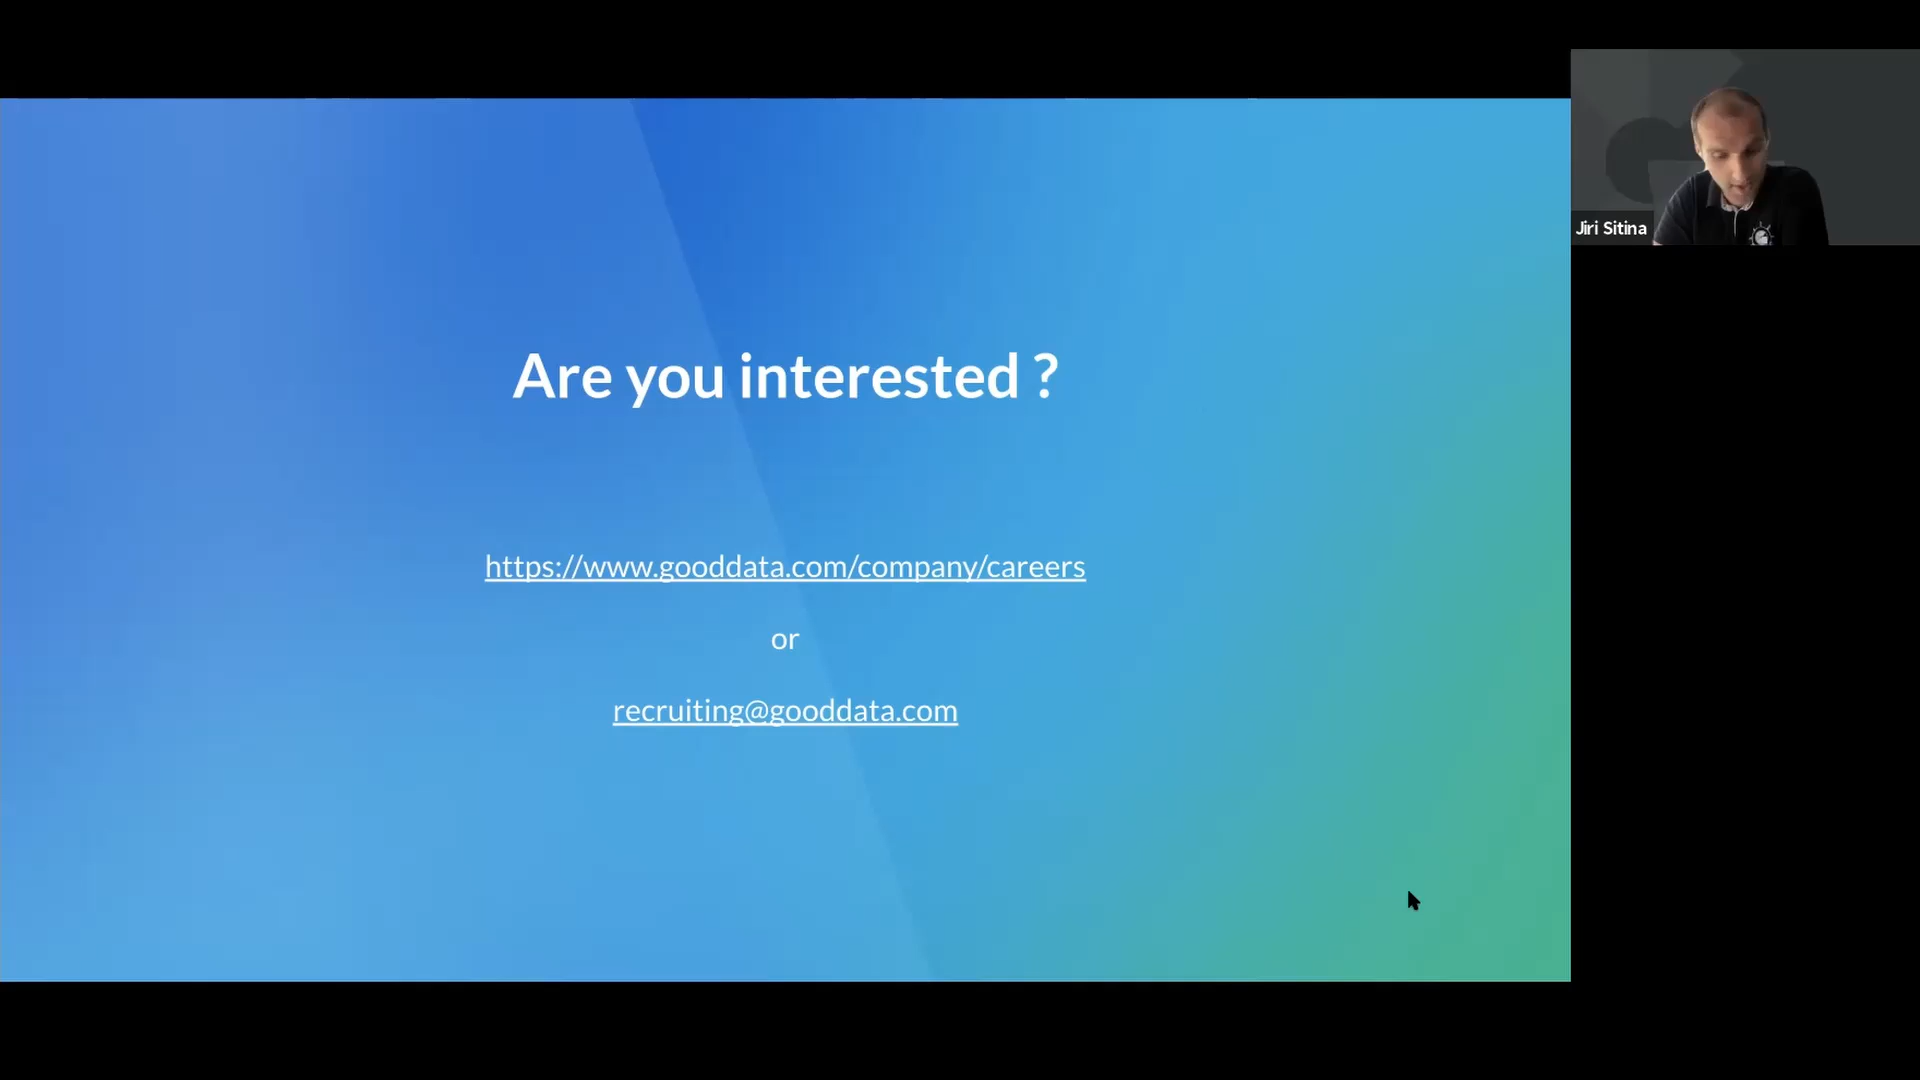 Are you interested ?
https://www.gooddata.com/company/careers
or
recruiting@gooddata.com
Jiri Sitina